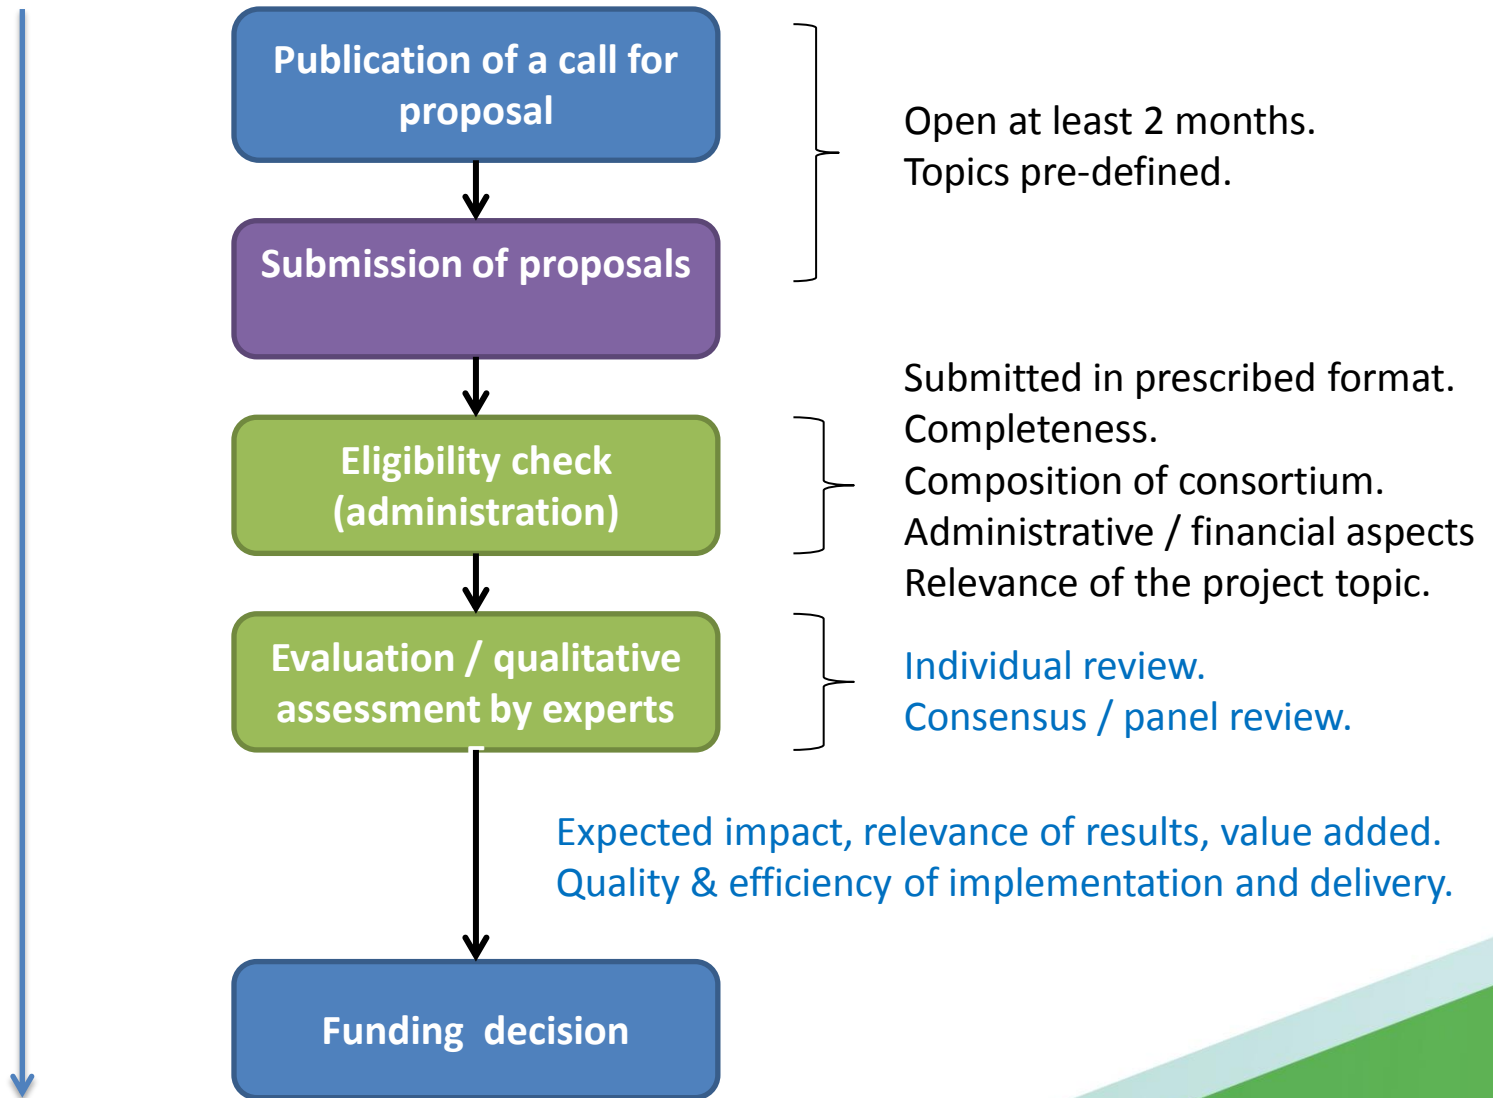 Publication of a call for
proposal
Open at least 2 months.
Topics pre-defined.
Submission of proposals
Submitted in prescribed format.
Completeness.
Composition of consortium.
Administrative / financial aspects
Relevance of the project topic.
Eligibility check
(administration)
Evaluation / qualitative
assessment by experts
Individual review.
Consensus / panel review.
Expected impact, relevance of results, value added.
Quality & efficiency of implementation and delivery.
Funding decision